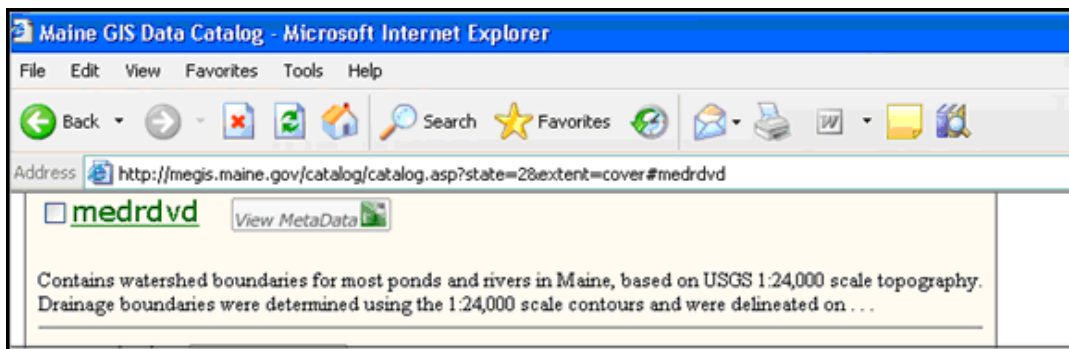 Maine GIS Data Catalog - Microsoft Internet Explorer
File Edit View Favorites Tools Help
Back Search Favorites W
Address http://megis.maine.gov/catalog/catalog.asp?state=2&extent=cover#medrdvd
medrdvd View MetaData
Contains watershed boundaries for most ponds and rivers in Maine, based on USGS 1:24,000 scale topography.
Drainage boundaries were determined using the 1:24,000 scale contours and were delineated on . . .